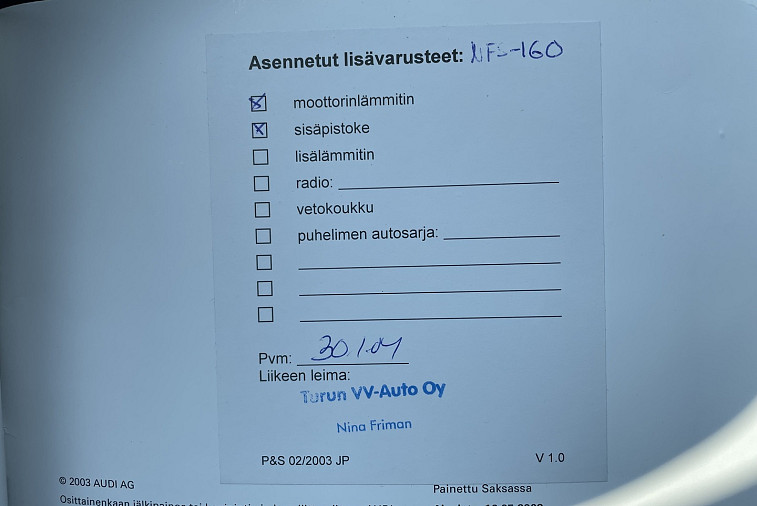 Asennetut lisävarusteet: NFS-160
moottorinlämmitin
sisäpistoke
lisälämmitin
radio:
vetokoukku
puhelimen autosarja:
Pvm: 30.1.04
Liikeen leima:
Turun VV-Auto Oy
Nina Friman
P&S 02/2003 JP V 1.0
© 2003 AUDI AG Painettu Saksassa
Osittainenkaan